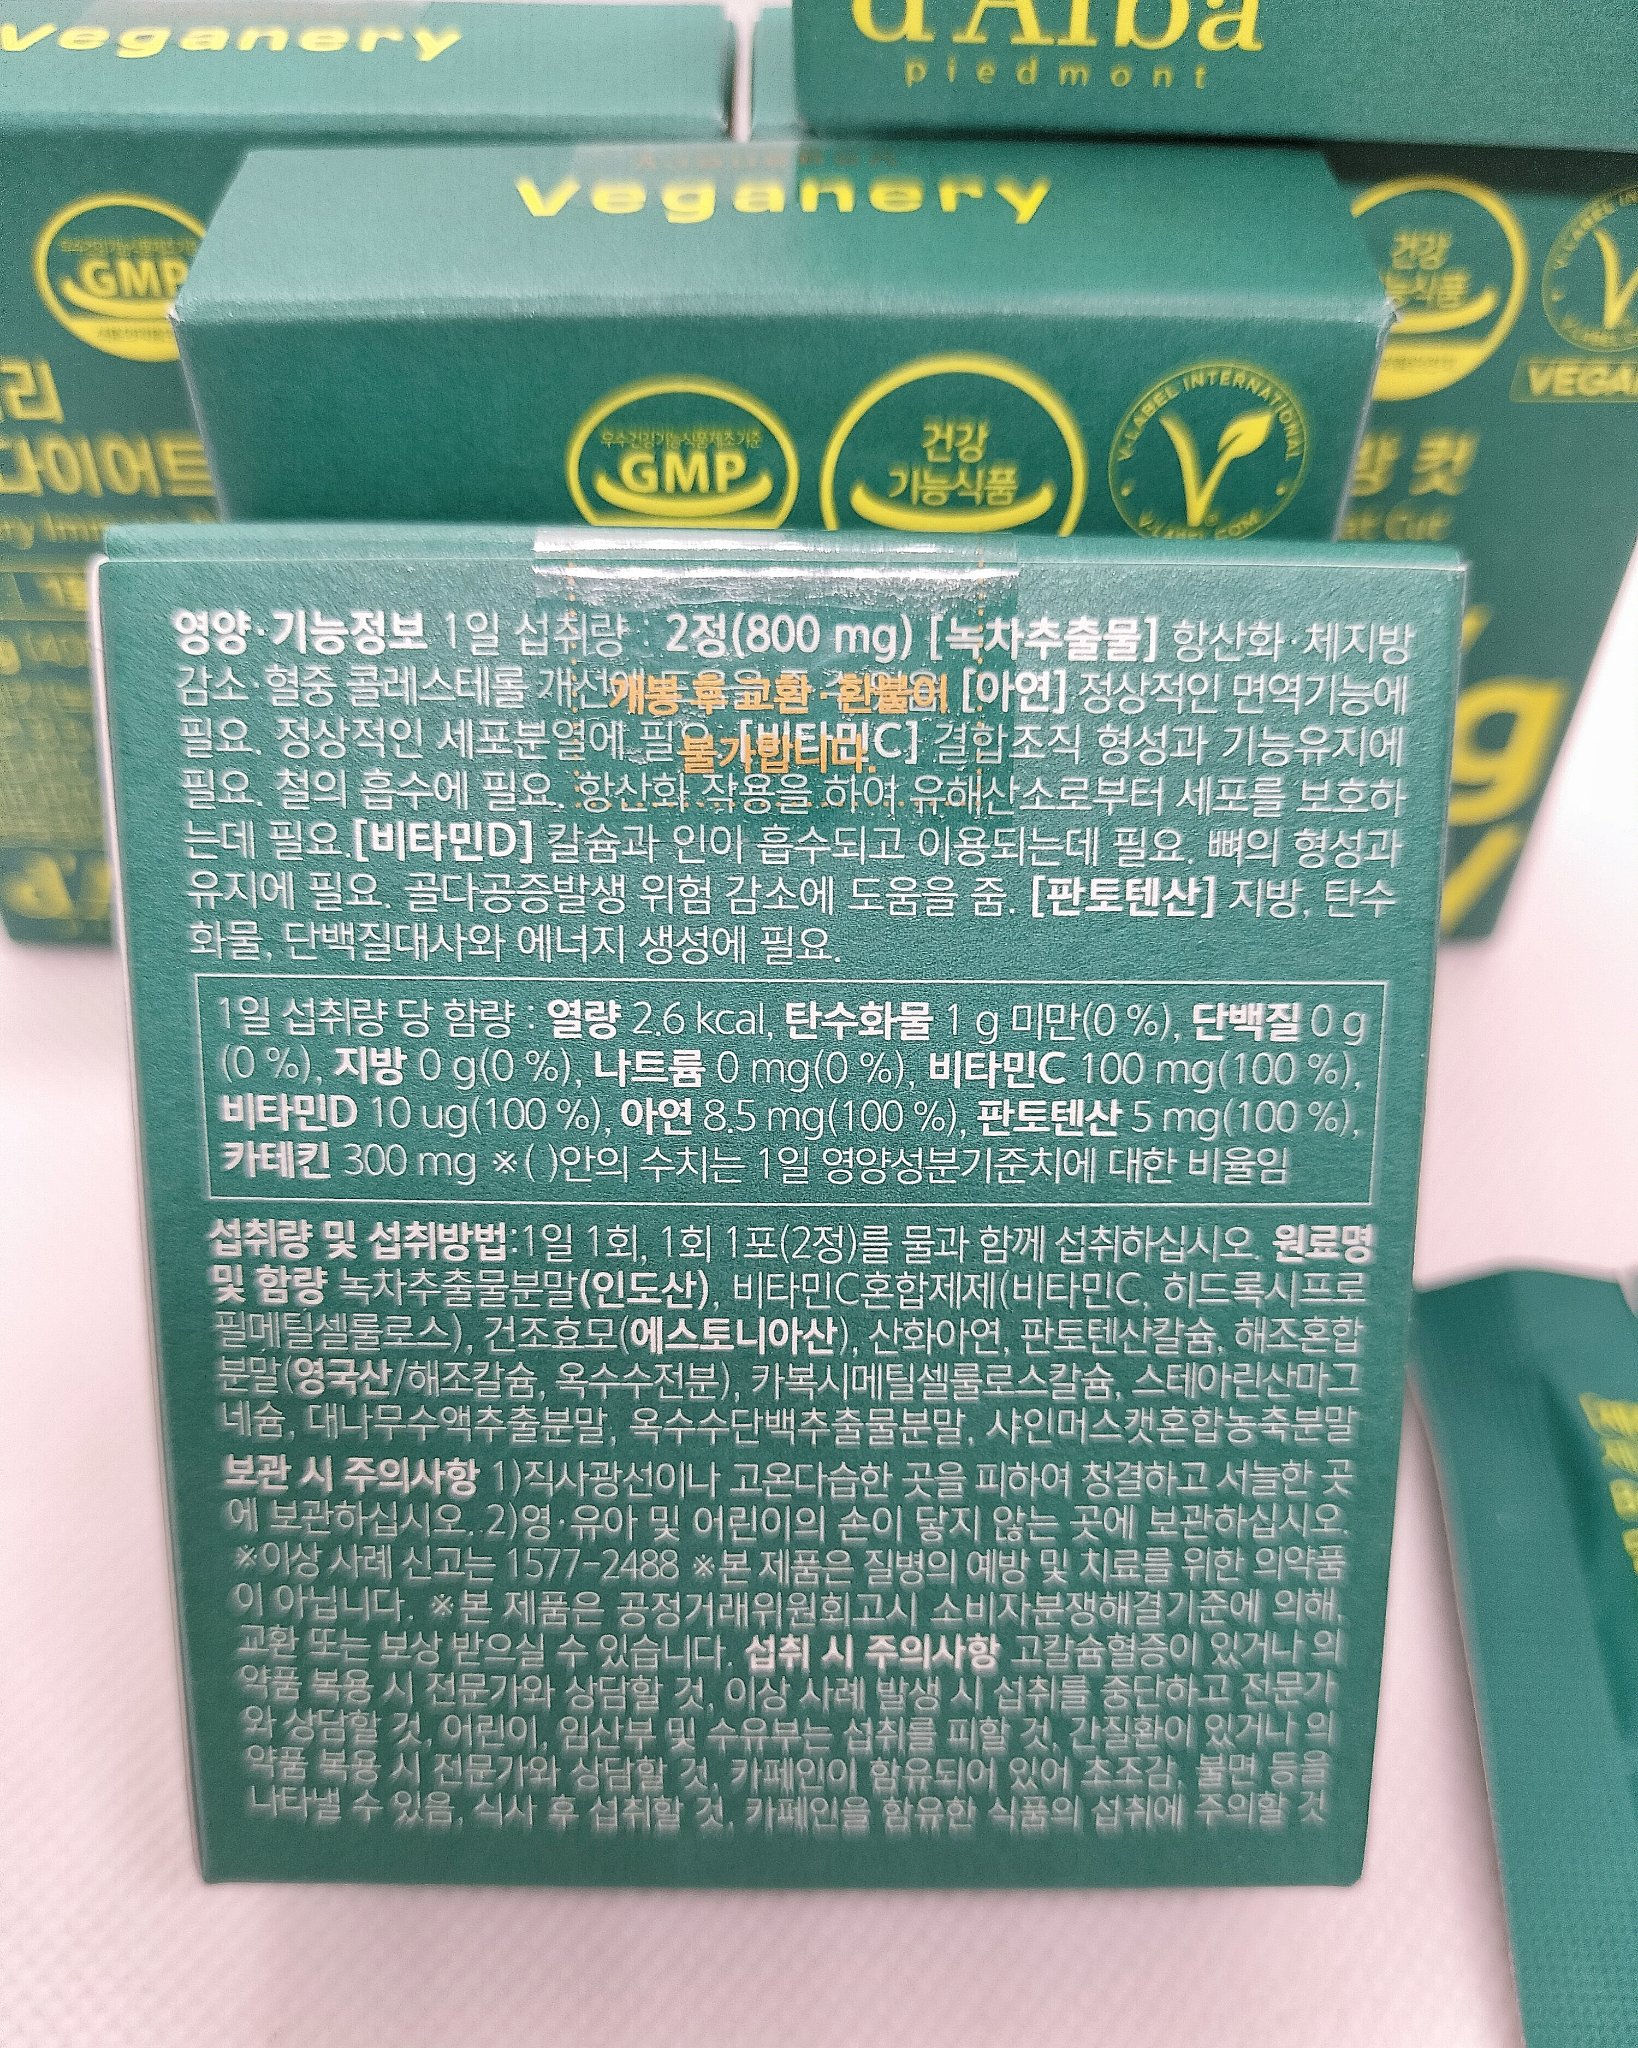 veganery
d'Alba
piedmont
veganery
GMP
건강
V-LABEL INTERNATIONAL
우수건강기능식품제조기준
GMP
건강
기능식품
V-LABEL INTERNATIONAL
V-LABEL.COM
리
다이어트
컷
Cut
영양·기능정보 1일 섭취량 : 2정(800 mg) [녹차추출물] 항산화·체지방
감소·혈중 콜레스테롤 개선에 도움을 줄 수 있음 [아연] 정상적인 면역기능에
필요. 정상적인 세포분열에 필요. [비타민C] 결합조직 형성과 기능유지에
필요. 철의 흡수에 필요. 항산화 작용을 하여 유해산소로부터 세포를 보호하
는데 필요.[비타민D] 칼슘과 인이 흡수되고 이용되는데 필요. 뼈의 형성과
유지에 필요. 골다공증발생 위험 감소에 도움을 줌. [판토텐산] 지방, 탄수
화물, 단백질대사와 에너지 생성에 필요.
개봉 후 교환·환불이
불가합니다.
1일 섭취량 당 함량 : 열량 2.6 kcal, 탄수화물 1 g 미만(0 %), 단백질 0 g
(0 %), 지방 0 g(0 %), 나트륨 0 mg(0 %), 비타민C 100 mg(100 %),
비타민D 10 ug(100 %), 아연 8.5 mg(100 %), 판토텐산 5 mg(100 %),
카테킨 300 mg ※( )안의 수치는 1일 영양성분기준치에 대한 비율임
섭취량 및 섭취방법:1일 1회, 1회 1포(2정)를 물과 함께 섭취하십시오. 원료명
및 함량 녹차추출물분말(인도산), 비타민C혼합제제(비타민C, 히드록시프로
필메틸셀룰로스), 건조효모(에스토니아산), 산화아연, 판토텐산칼슘, 해조혼합
분말(영국산/해조칼슘, 옥수수전분), 카복시메틸셀룰로스칼슘, 스테아린산마그
네슘, 대나무수액추출분말, 옥수수단백추출물분말, 샤인머스캣혼합농축분말
보관 시 주의사항 1)직사광선이나 고온다습한 곳을 피하여 청결하고 서늘한 곳
에 보관하십시오. 2)영·유아 및 어린이의 손이 닿지 않는 곳에 보관하십시오.
※이상 사례 신고는 1577-2488 ※본 제품은 질병의 예방 및 치료를 위한 의약품
이 아닙니다. ※본 제품은 공정거래위원회고시 소비자분쟁해결기준에 의해,
교환 또는 보상 받으실 수 있습니다. 섭취 시 주의사항 고칼슘혈증이 있거나 의
약품 복용 시 전문가와 상담할 것, 이상 사례 발생 시 섭취를 중단하고 전문가
와 상담할 것, 어린이, 임산부 및 수유부는 섭취를 피할 것, 간질환이 있거나 의
약품 복용 시 전문가와 상담할 것, 카페인이 함유되어 있어 초조감, 불면 등을
나타낼 수 있음, 식사 후 섭취할 것, 카페인을 함유한 식품의 섭취에 주의할 것